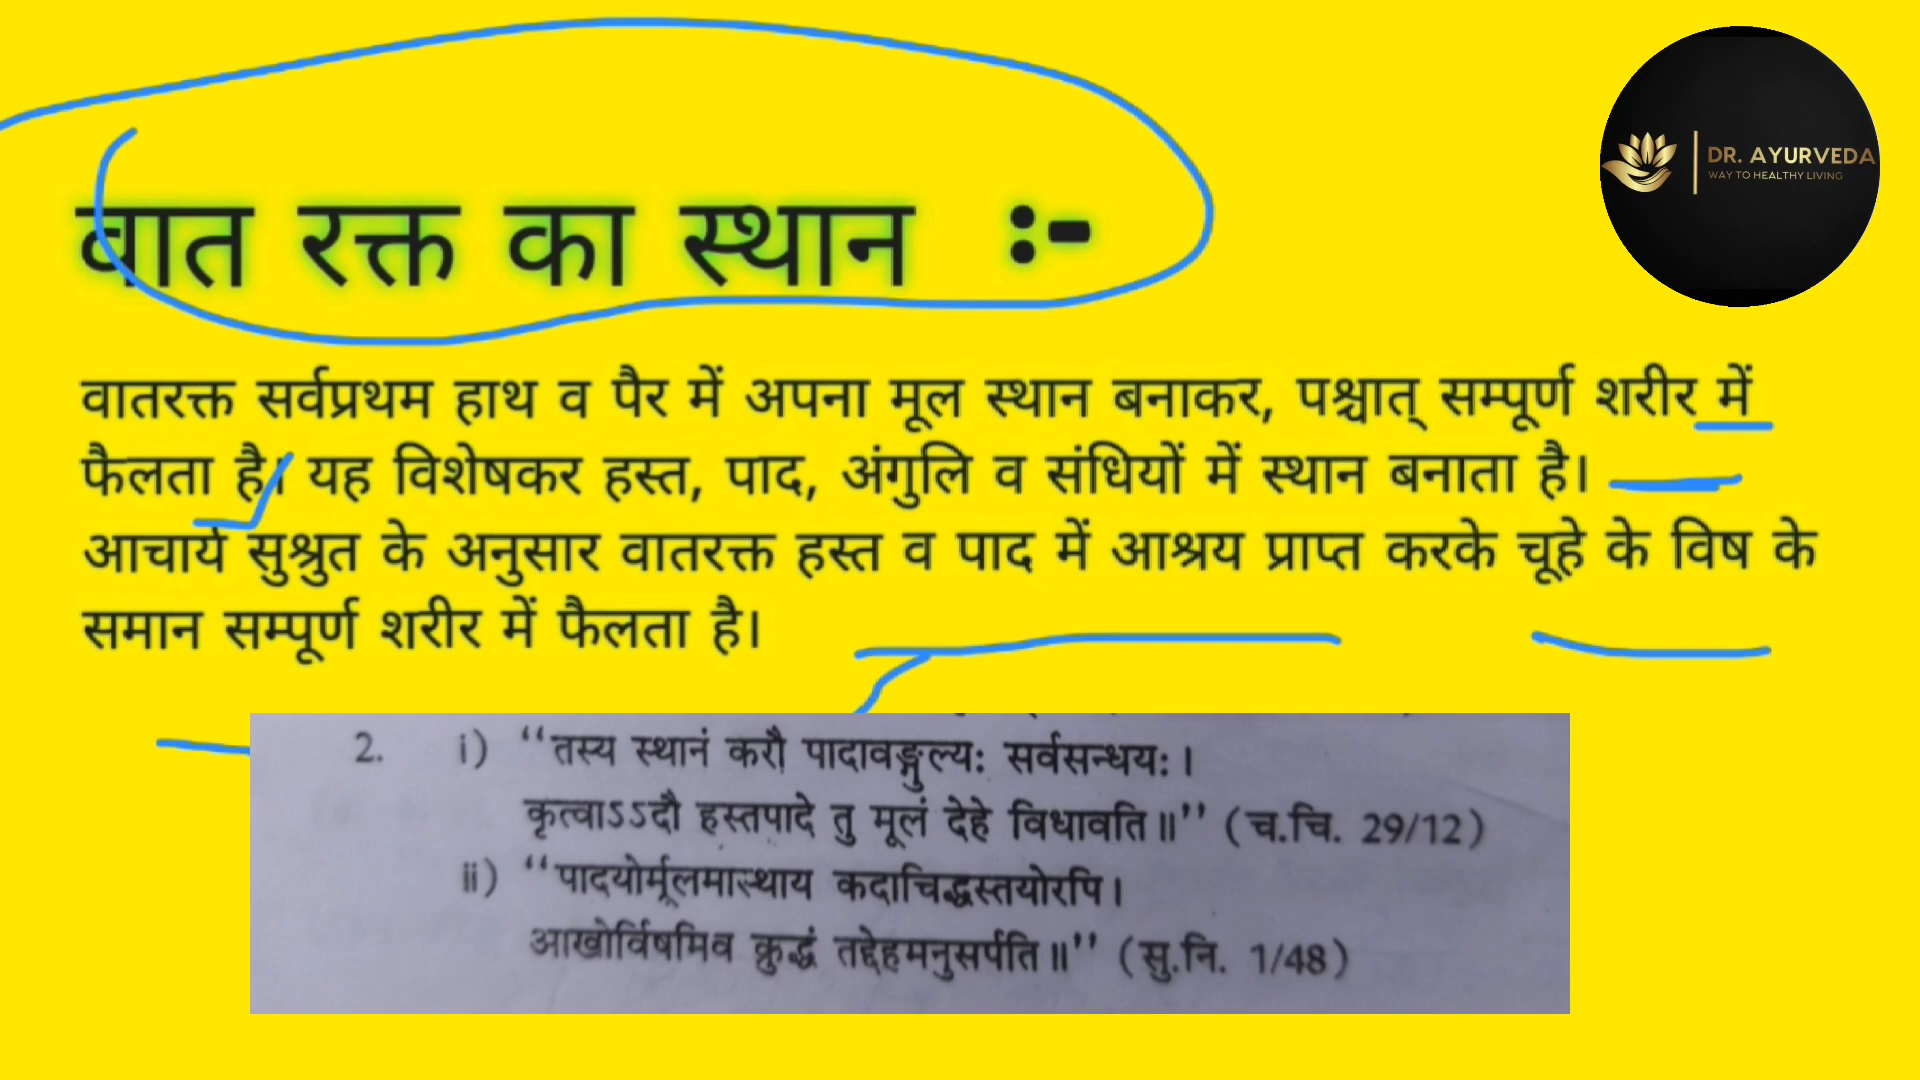 वात रक्त का स्थान :-
DR. AYURVEDA
WAY TO HEALTHY LIVING
वातरक्त सर्वप्रथम हाथ व पैर में अपना मूल स्थान बनाकर, पश्चात् सम्पूर्ण शरीर में
फैलता है। यह विशेषकर हस्त, पाद, अंगुलि व संधियों में स्थान बनाता है।
आचार्य सुश्रुत के अनुसार वातरक्त हस्त व पाद में आश्रय प्राप्त करके चूहे के विष के
समान सम्पूर्ण शरीर में फैलता है।
2. i) ‘‘तस्य स्थानं करौ पादावङ्गुल्यः सर्वसन्धयः।
कृत्वाऽऽदौ हस्तपादे तु मूलं देहे विधावति॥’’ (च.चि. 29/12)
ii) ‘‘पादयोर्मूलमास्थाय कदाचिद्धस्तयोरपि।
आखोर्विषमिव क्रुद्धं तद्देहमनुसर्पति॥’’ (सु.नि. 1/48)